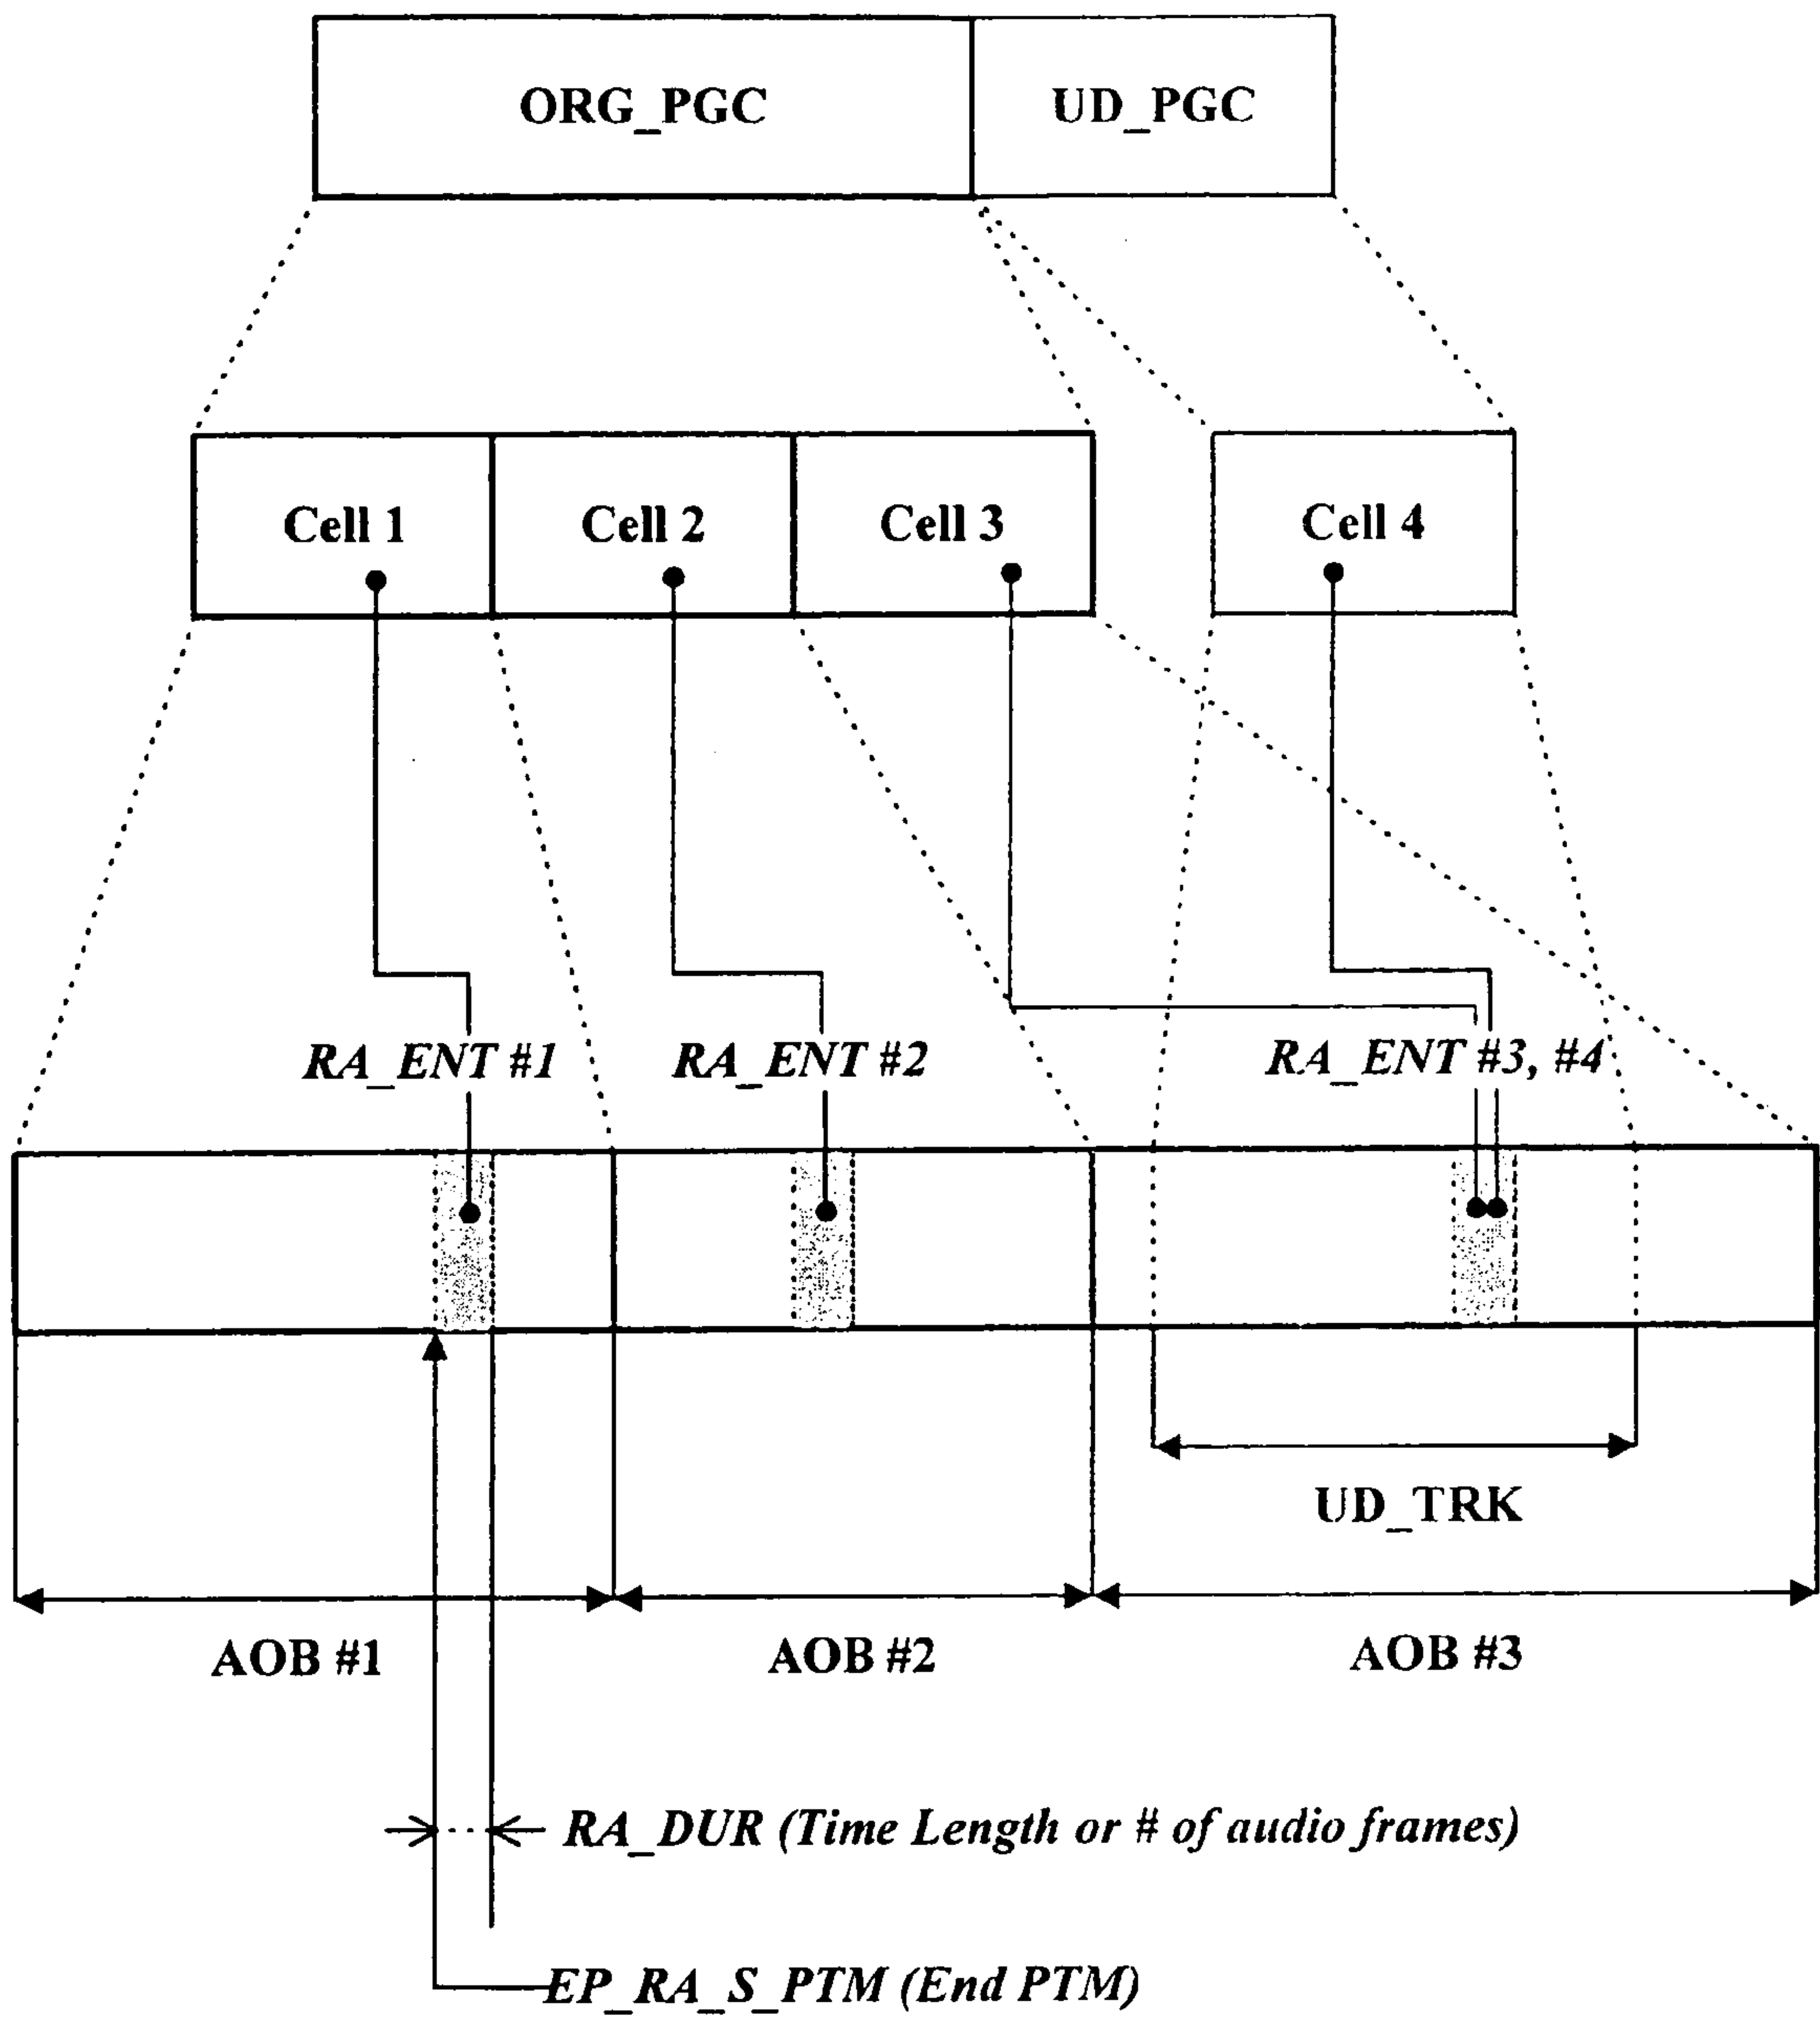 ORG_PGC
UD_PGC
Cell 1
Cell 2
Cell 3
Cell 4
RA_ENT #1
RA_ENT #2
RA_ENT #3, #4
UD_TRK
AOB #1
AOB #2
AOB #3
RA_DUR (Time Length or # of audio frames)
EP_RA_S_PTM (End PTM)